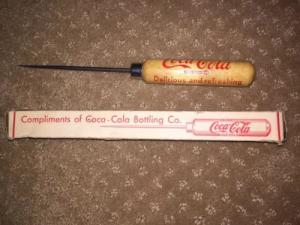 Coca-Cola
Delicious and refreshing
Compliments of Coca-Cola Bottling Co.
Coca-Cola